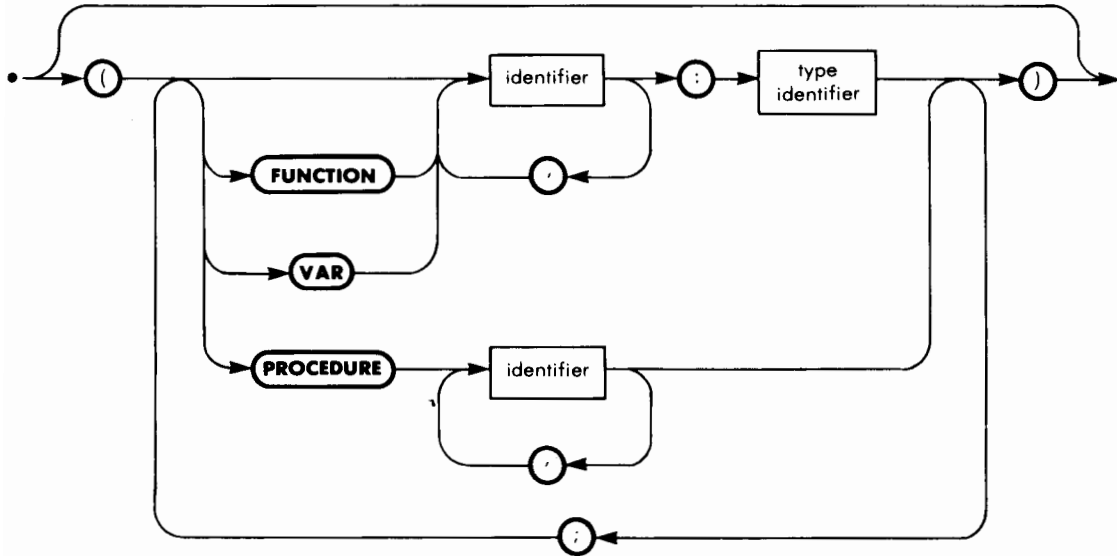 ( identifier : type identifier )
FUNCTION ,
VAR
PROCEDURE identifier
,
;